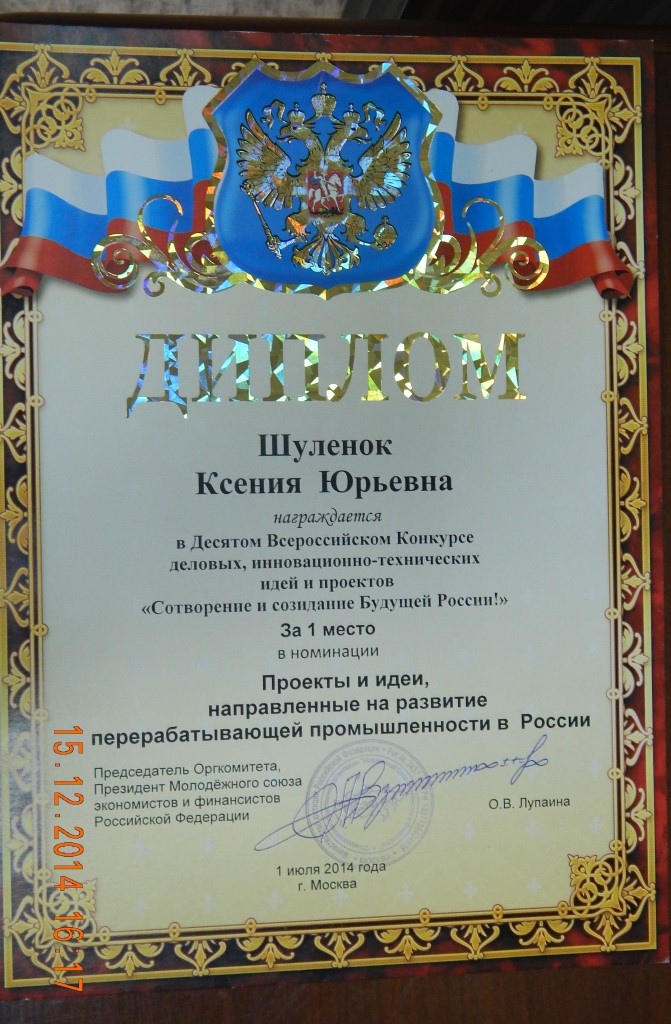 ДИПЛОМ
Шуленок
Ксения Юрьевна
награждается
в Десятом Всероссийском Конкурсе
деловых, инновационно-технических
идей и проектов
«Сотворение и созидание Будущей России!»
За 1 место
в номинации
Проекты и идеи,
направленные на развитие
перерабатывающей промышленности в России
Председатель Оргкомитета,
Президент Молодёжного союза
экономистов и финансистов
Российской Федерации
О.В. Лупаина
1 июля 2014 года
г. Москва
15.12.2014 16:17